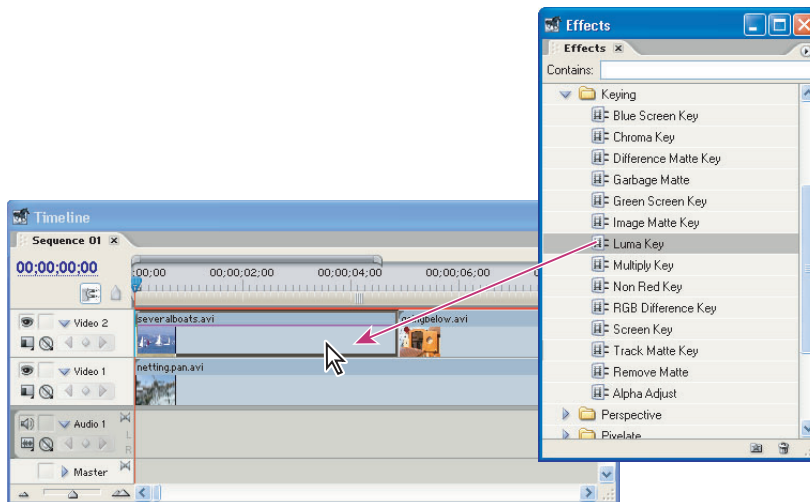 Effects
Effects
Contains:
Keying
Blue Screen Key
Chroma Key
Difference Matte Key
Garbage Matte
Green Screen Key
Image Matte Key
Luma Key
Multiply Key
Non Red Key
RGB Difference Key
Screen Key
Track Matte Key
Remove Matte
Alpha Adjust
Perspective
Pixelate
Timeline
Sequence 01
00;00;00;00
;00;00 00;00;02;00 00;00;04;00 00;00;06;00
Video 2
severalboats.avi
goingbelow.avi
Video 1
netting.pan.avi
Audio 1
L
R
Master